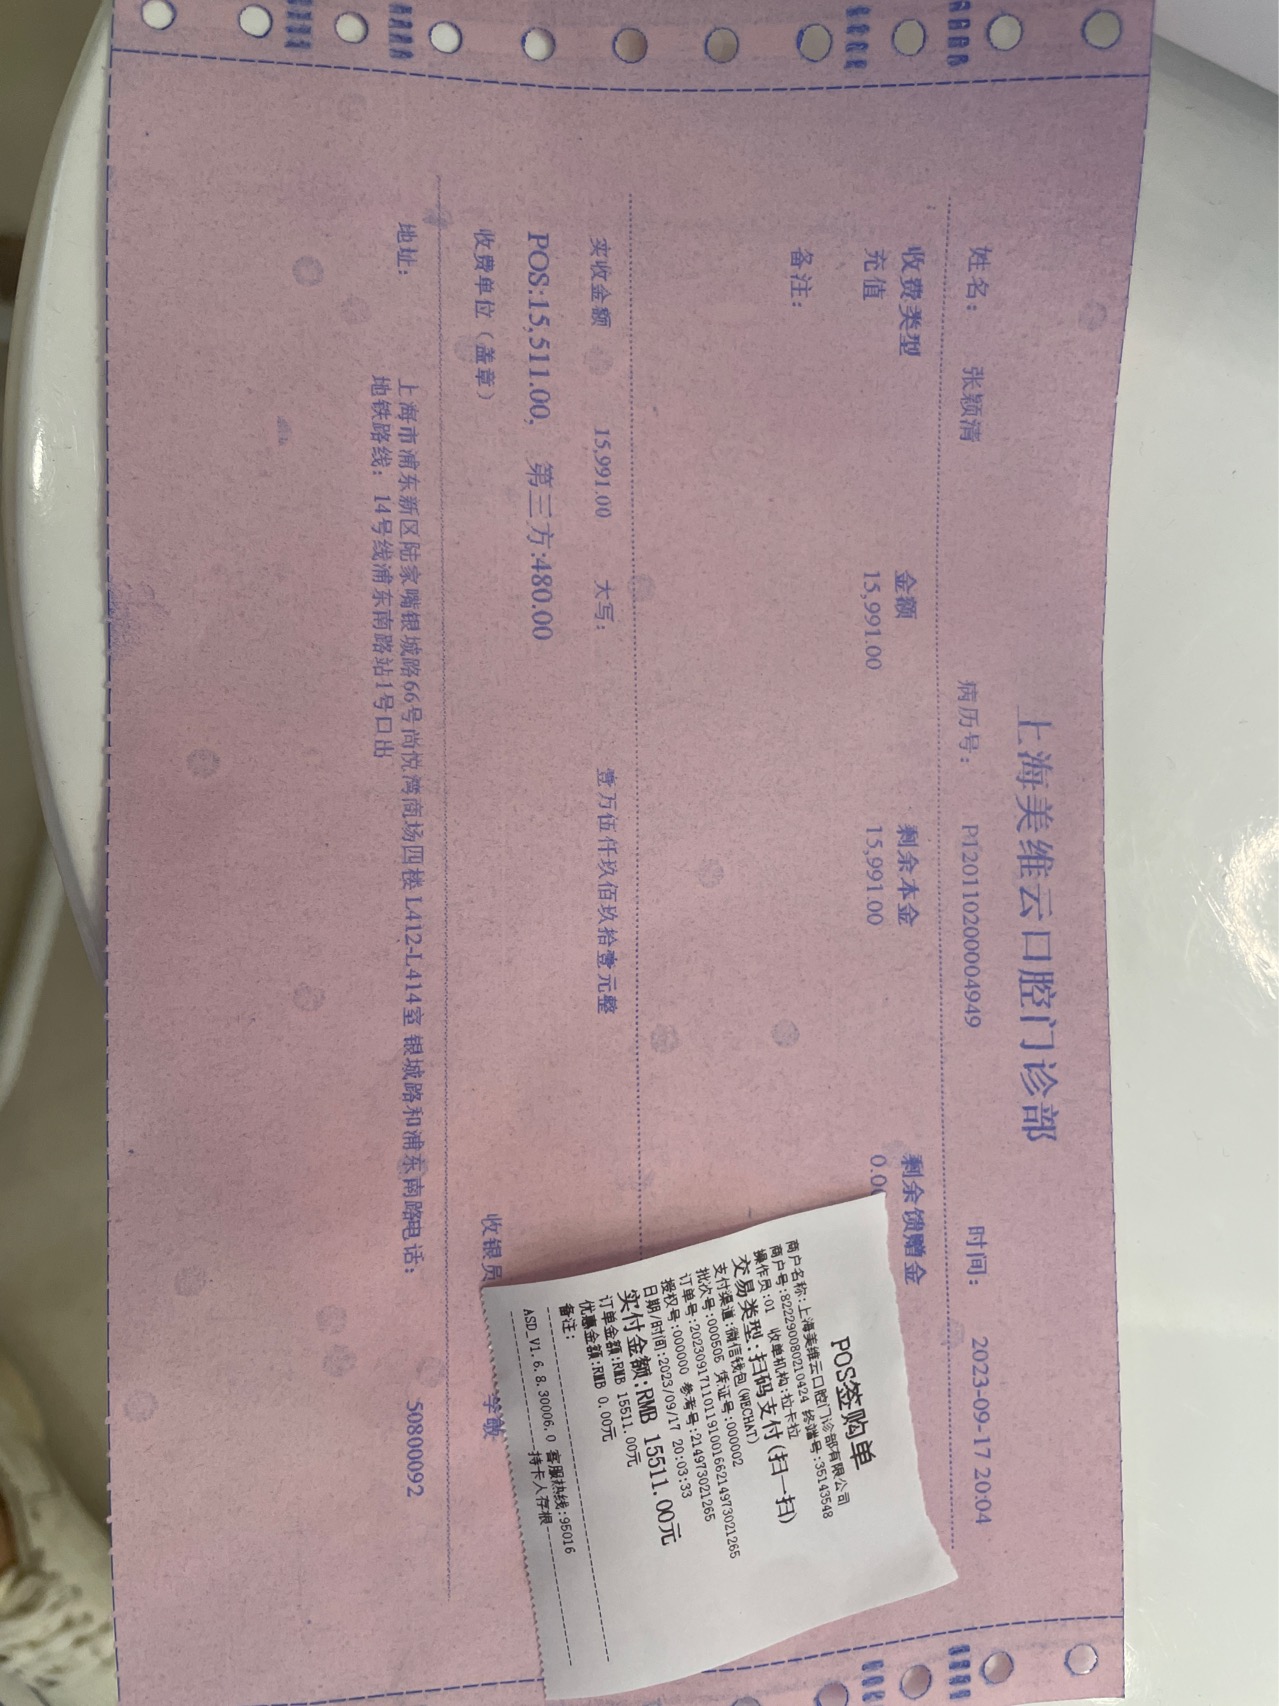 上海美维云口腔门诊部
姓名： 张颖清 病历号： P1201102000004949 时间： 2023-09-17 20:04
收费类型 金额 剩余本金 剩余馈赠金
充值 15,991.00 15,991.00 0.0
备注：
实收金额 15,991.00 大写： 壹万伍仟玖佰玖拾壹元整
POS:15,511.00, 第三方:480.00
收费单位（盖章） 收银员
地址： 上海市浦东新区陆家嘴银城路66号尚悦湾商场四楼 L412-L414室 银城路和浦东南路 电话： 50800092
地铁路线：14号线浦东南路站1号口出
POS签购单
商户名称:上海美维云口腔门诊部有限公司
商户号:822290080210424 终端号:35143548
操作员:01 收单机构:拉卡拉
交易类型:扫码支付(扫一扫)
支付渠道:微信钱包(WECHAT)
批次号:000505 凭证号:000002
订单号:20230917110119100166214973021265
授权号:000000 参考号:214973021265
日期/时间:2023/09/17 20:03:33
实付金额:RMB 15511.00元
订单金额:RMB 15511.00元
优惠金额:RMB 0.00元
备注:
ASD_V1.6.8.30006.0 客服热线:95016
持卡人存根